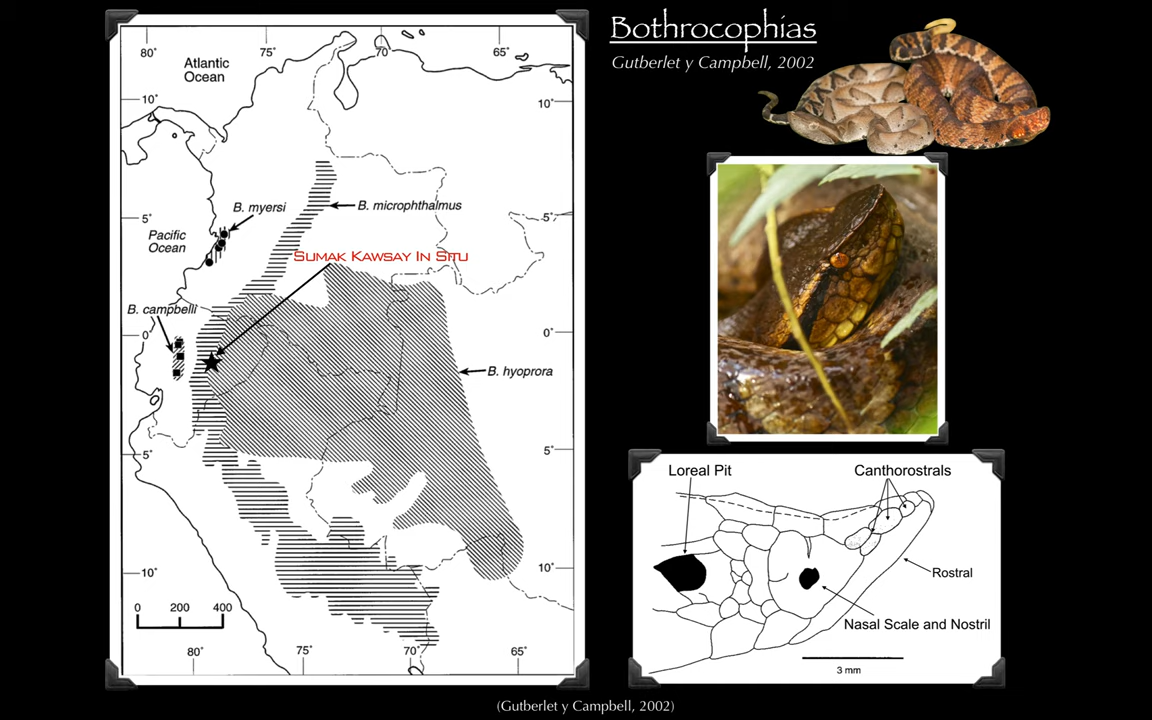 Bothrocophias
Gutberlet y Campbell, 2002
80°
75°
70
65°
Atlantic
Ocean
10°
10°
B. myersi
B. microphthalmus
5°
5°
Pacific
Ocean
SUMAK KAWSAY IN SITU
B. campbelli
0°
0°
B. hyoprora
5°
5°
10°
10°
0 200 400
80°
75°
70°
65°
Loreal Pit
Canthorostrals
Rostral
Nasal Scale and Nostril
3 mm
(Gutberlet y Campbell, 2002)